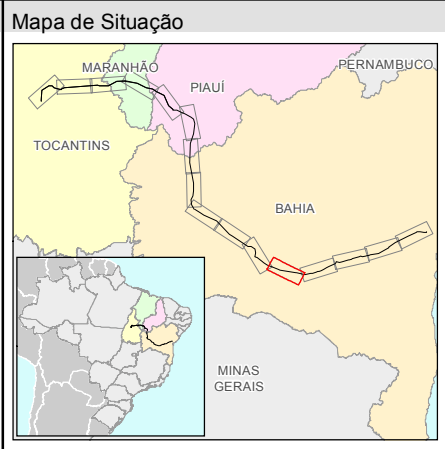 Mapa de Situação
MARANHÃO
PERNAMBUCO
PIAUÍ
TOCANTINS
BAHIA
MINAS
GERAIS